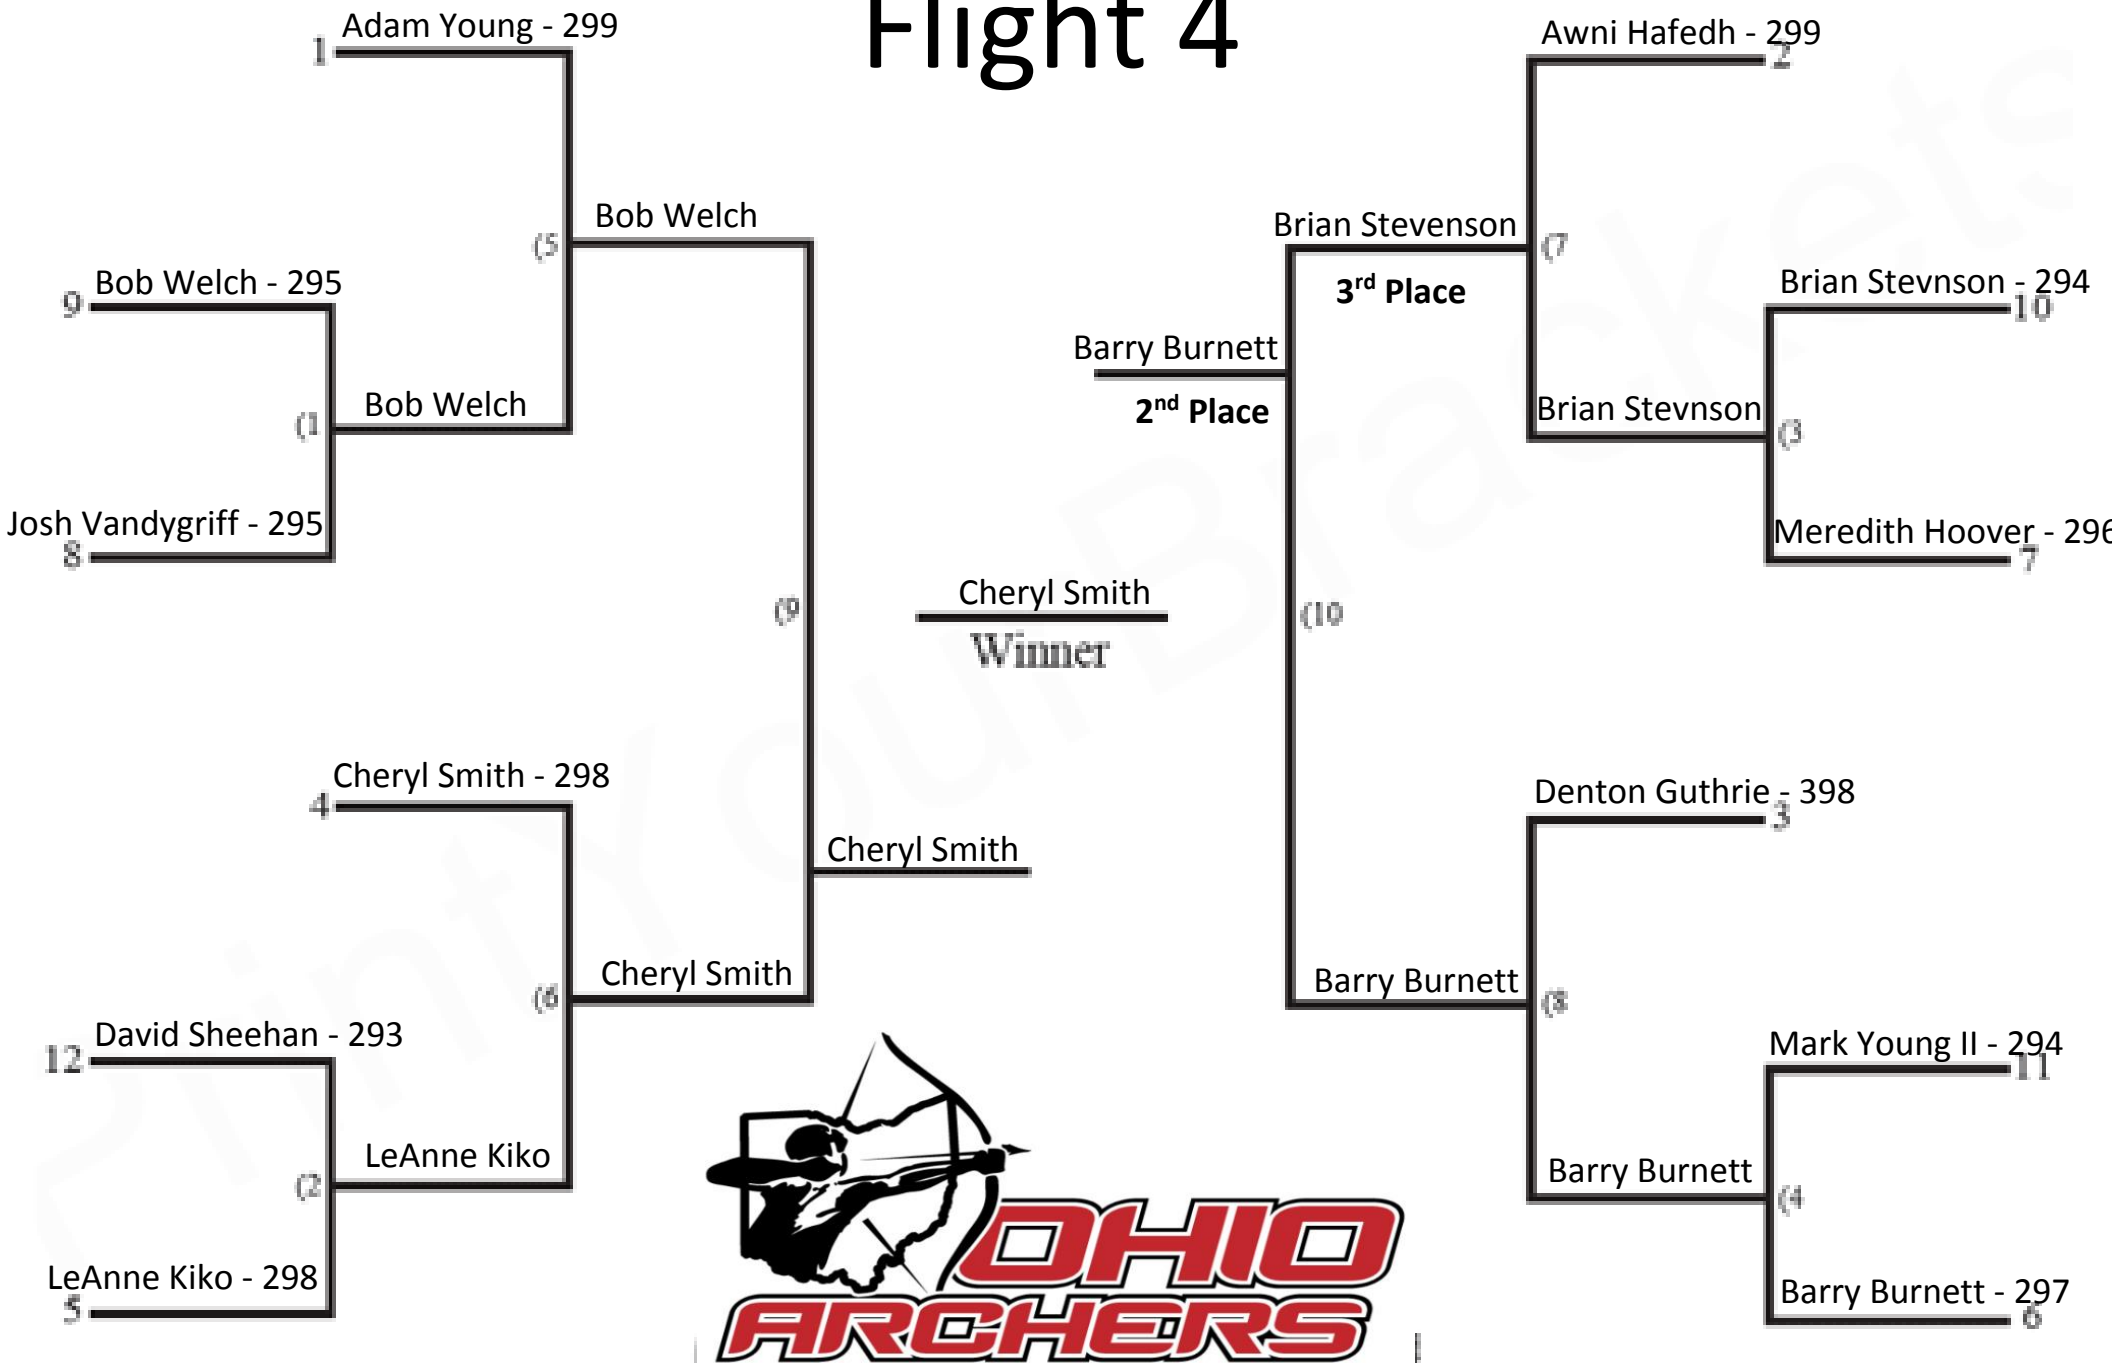 Flight 4
Adam Young - 299
1
Bob Welch
(5
Bob Welch - 295
9
Bob Welch
(1
Josh Vandygriff - 295
8
(9
Cheryl Smith - 298
4
Cheryl Smith
Cheryl Smith
(6
David Sheehan - 293
12
LeAnne Kiko
(2
LeAnne Kiko - 298
5
Cheryl Smith
Winner
Awni Hafedh - 299
2
Brian Stevenson
(7
3rd Place
Brian Stevnson - 294
10
Barry Burnett
2nd Place
Brian Stevnson
(3
Meredith Hoover - 296
7
(10
Denton Guthrie - 398
3
Barry Burnett
(8
Mark Young II - 294
11
Barry Burnett
(4
Barry Burnett - 297
6
OHIO
ARCHERS
PrintYourBrackets